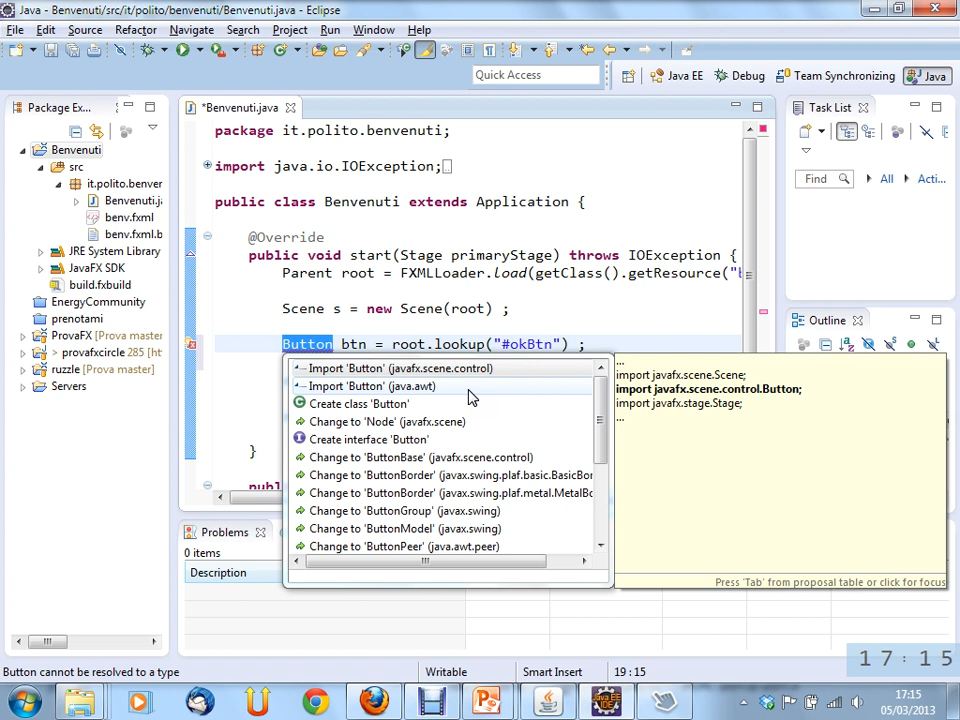 Java - Benvenuti/src/it/polito/benvenuti/Benvenuti.java - Eclipse
File Edit Source Refactor Navigate Search Project Run Window Help
Quick Access
Java EE
Debug
Team Synchronizing
Java
Package Ex...
*Benvenuti.java
Task List
Benvenuti
src
it.polito.benver
Benvenuti.ja
benv.fxml
benv.fxml.b
JRE System Library
JavaFX SDK
build.fxbuild
EnergyCommunity
prenotami
ProvaFX [Prova master
provafxcircle 285 [ht
ruzzle [Prova master]
Servers
package it.polito.benvenuti;
import java.io.IOException;
public class Benvenuti extends Application {
@Override
public void start(Stage primaryStage) throws IOException {
Parent root = FXMLLoader.load(getClass().getResource("b
Scene s = new Scene(root) ;
Button btn = root.lookup("#okBtn") ;
}
publ
Find
All
Acti...
Outline
Import 'Button' (javafx.scene.control)
Import 'Button' (java.awt)
Create class 'Button'
Change to 'Node' (javafx.scene)
Create interface 'Button'
Change to 'ButtonBase' (javafx.scene.control)
Change to 'ButtonBorder' (javax.swing.plaf.basic.BasicBor
Change to 'ButtonBorder' (javax.swing.plaf.metal.MetalBo
Change to 'ButtonGroup' (javax.swing)
Change to 'ButtonModel' (javax.swing)
Change to 'ButtonPeer' (java.awt.peer)
...
import javafx.scene.Scene;
import javafx.scene.control.Button;
import javafx.stage.Stage;
...
Press 'Tab' from proposal table or click for focus
Problems
0 items
Description
Button cannot be resolved to a type
Writable
Smart Insert
19 : 15
17:15
17:15
05/03/2013